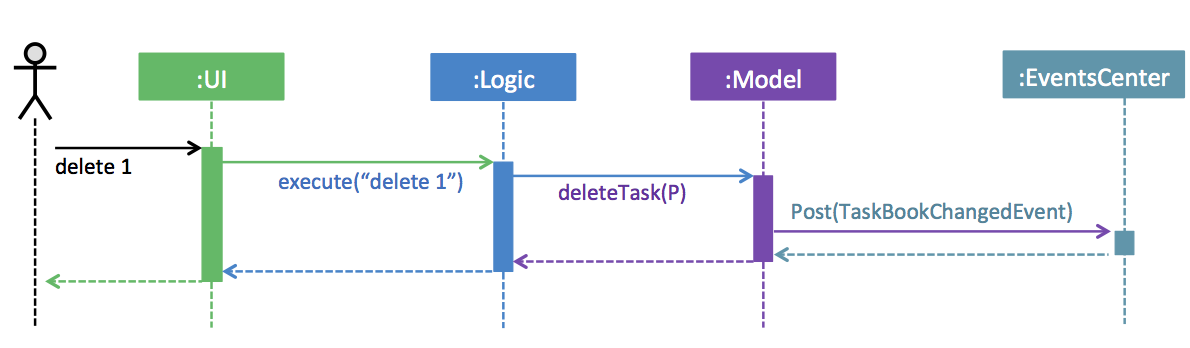 :UI
:Logic
:Model
:EventsCenter
delete 1
execute(“delete 1”)
deleteTask(P)
Post(TaskBookChangedEvent)